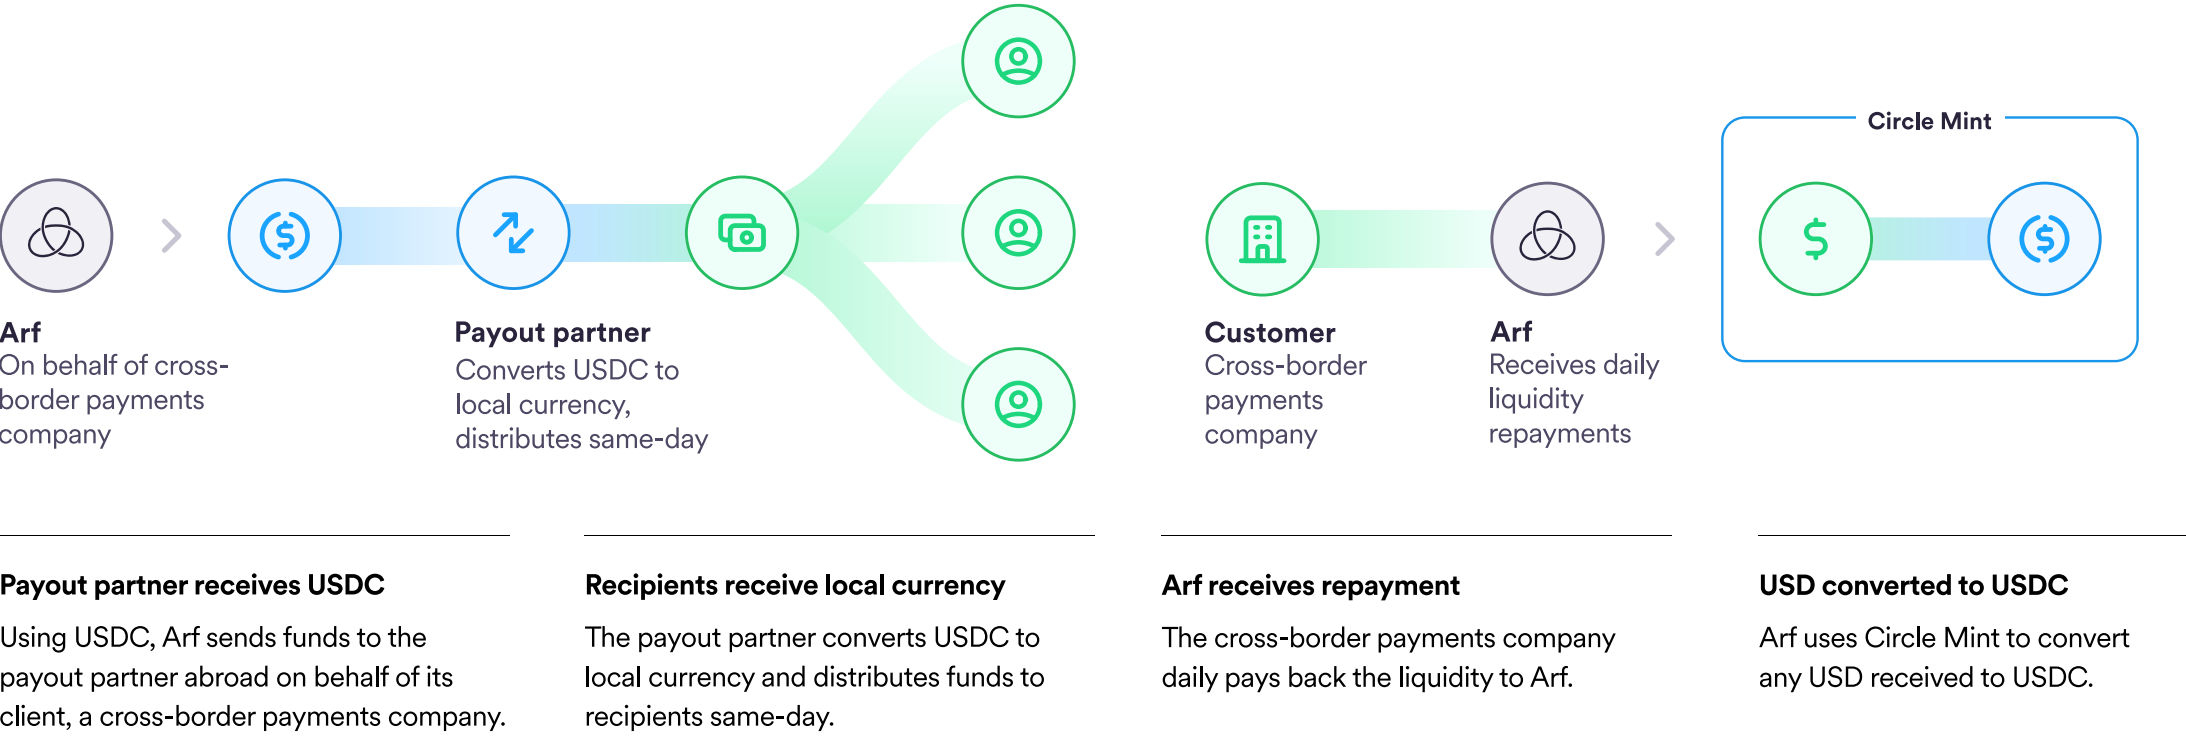 Circle Mint
Arf
On behalf of cross-
border payments
company
Payout partner
Converts USDC to
local currency,
distributes same-day
Customer
Cross-border
payments
company
Arf
Receives daily
liquidity
repayments
Payout partner receives USDC
Using USDC, Arf sends funds to the
payout partner abroad on behalf of its
client, a cross-border payments company.
Recipients receive local currency
The payout partner converts USDC to
local currency and distributes funds to
recipients same-day.
Arf receives repayment
The cross-border payments company
daily pays back the liquidity to Arf.
USD converted to USDC
Arf uses Circle Mint to convert
any USD received to USDC.